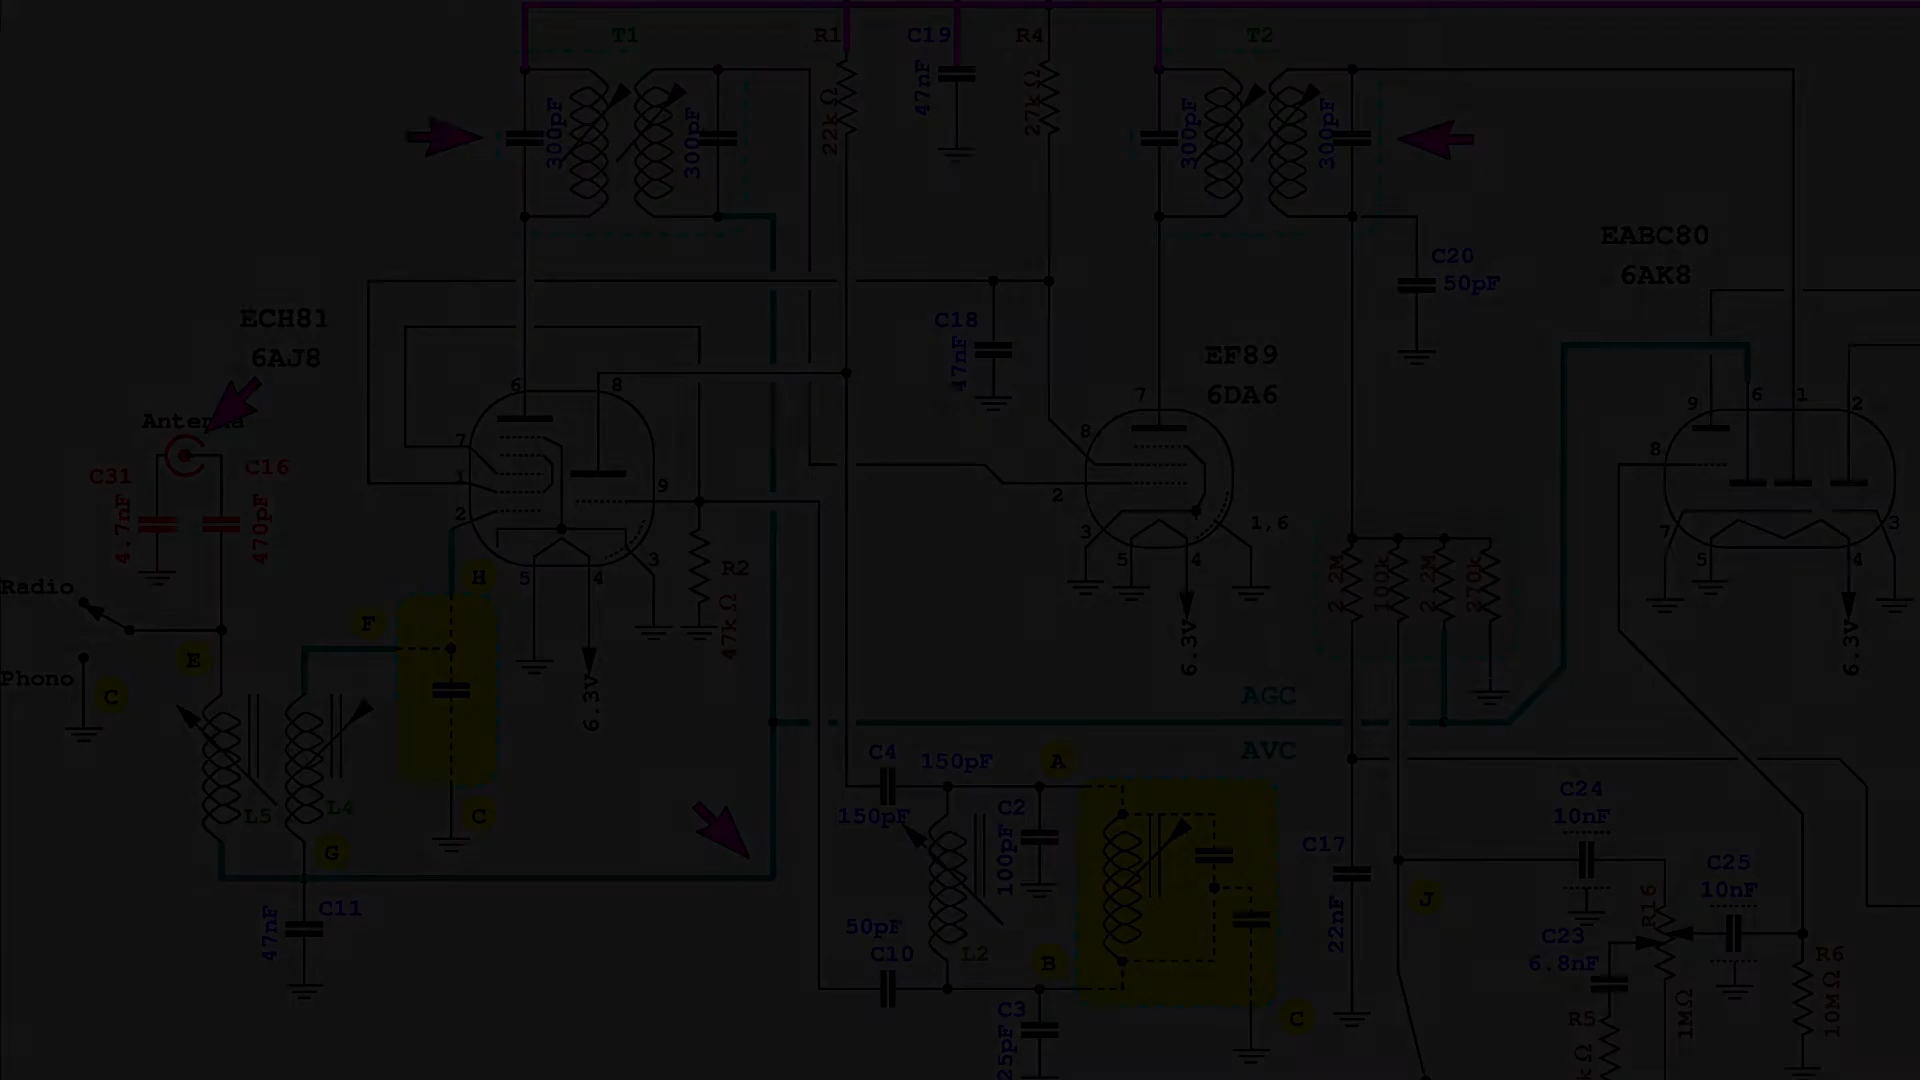 T1
R1
C19
R4
T2
300pF
300pF
22kΩ
47nF
27kΩ
300pF
300pF
EABC80
6AK8
C20
50pF
ECH81
6AJ8
C18
47nF
EF89
6DA6
6
8
7
9
6
1
2
Antenna
7
1
2
9
8
2
8
C31
C16
4.7nF
470pF
3
1,6
7
3
5
4
3
5
4
5
4
H
R2
47kΩ
2.2M
100k
2.2M
270k
Radio
F
E
6.3V
6.3V
6.3V
Phono
C
AGC
AVC
C4
150pF
A
150pF
C2
100pF
L5
L4
C
G
C24
10nF
C17
C25
10nF
C11
47nF
J
R16
22nF
50pF
C10
L2
B
C23
6.8nF
R6
10MΩ
C3
25pF
C
R5
1MΩ
kΩ